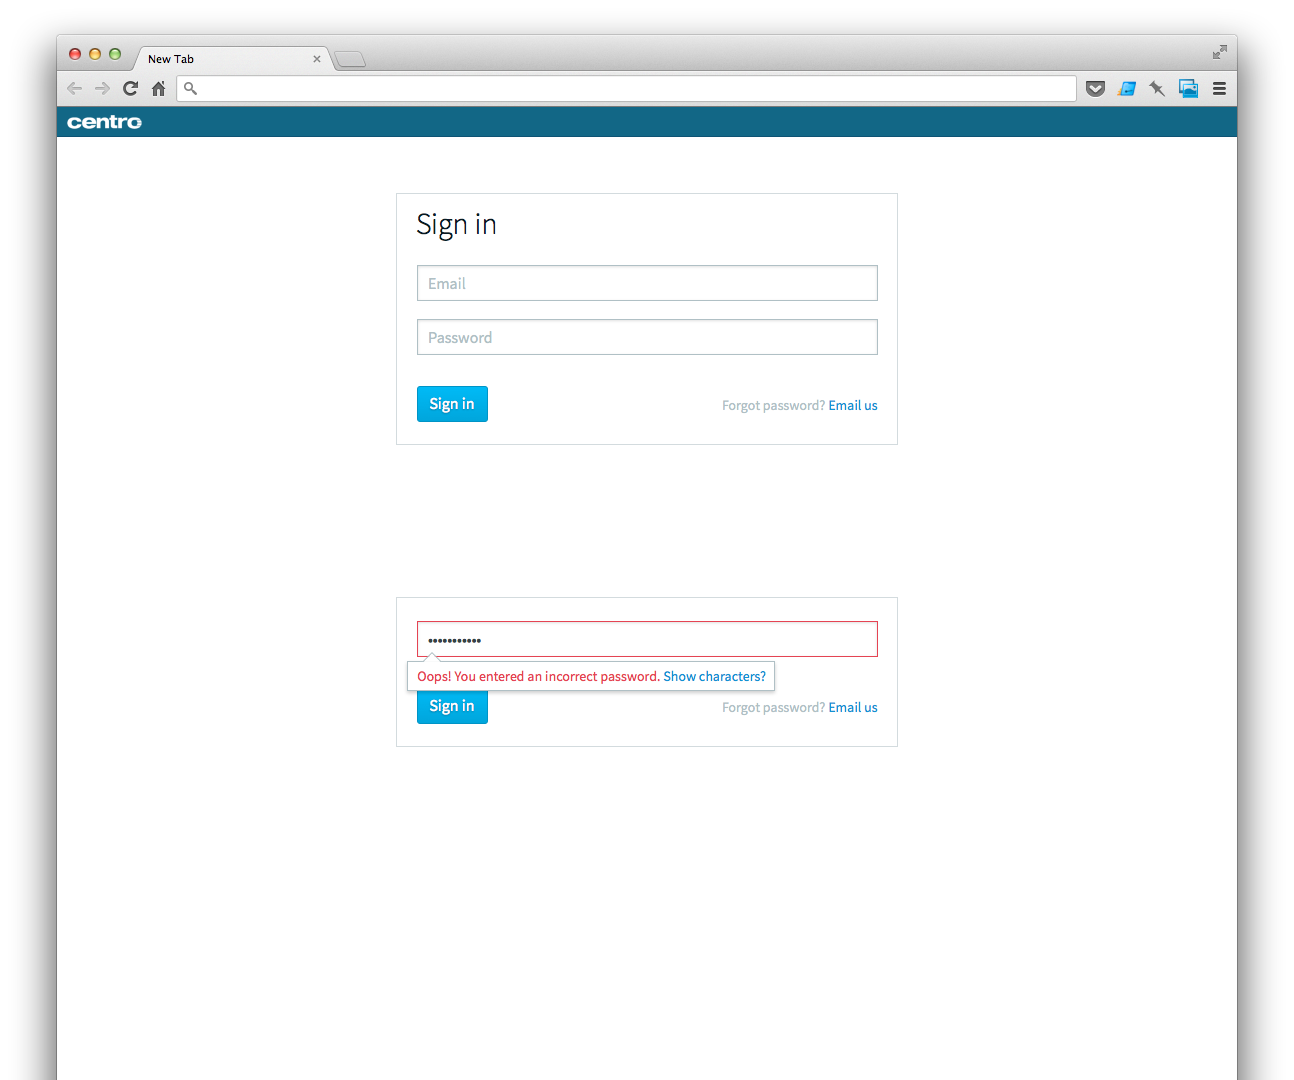 New Tab
centro
Sign in
Email
Password
Sign in
Forgot password? Email us
•••••••••••
Oops! You entered an incorrect password. Show characters?
Sign in
Forgot password? Email us